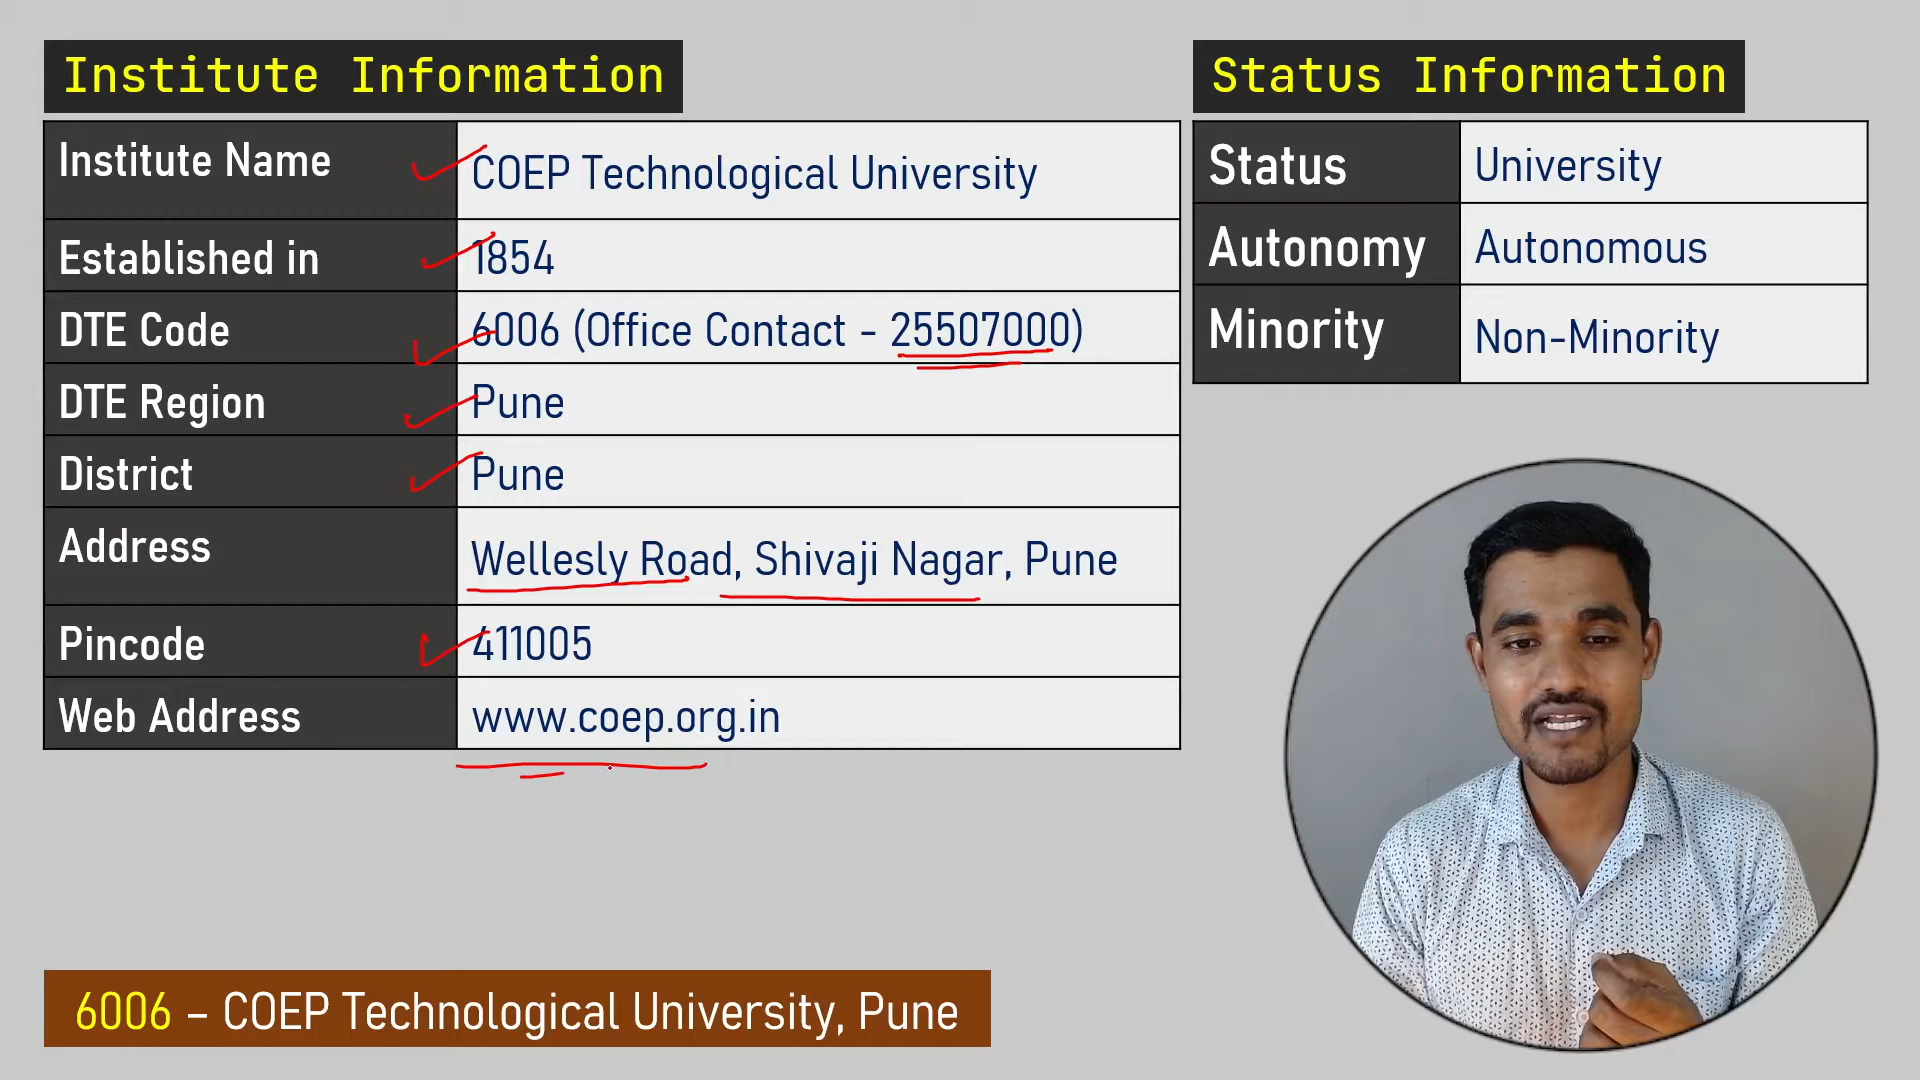 Institute Information
Institute Name COEP Technological University
Established in 1854
DTE Code 6006 (Office Contact - 25507000)
DTE Region Pune
District Pune
Address Wellesly Road, Shivaji Nagar, Pune
Pincode 411005
Web Address www.coep.org.in
Status Information
Status University
Autonomy Autonomous
Minority Non-Minority
6006 – COEP Technological University, Pune